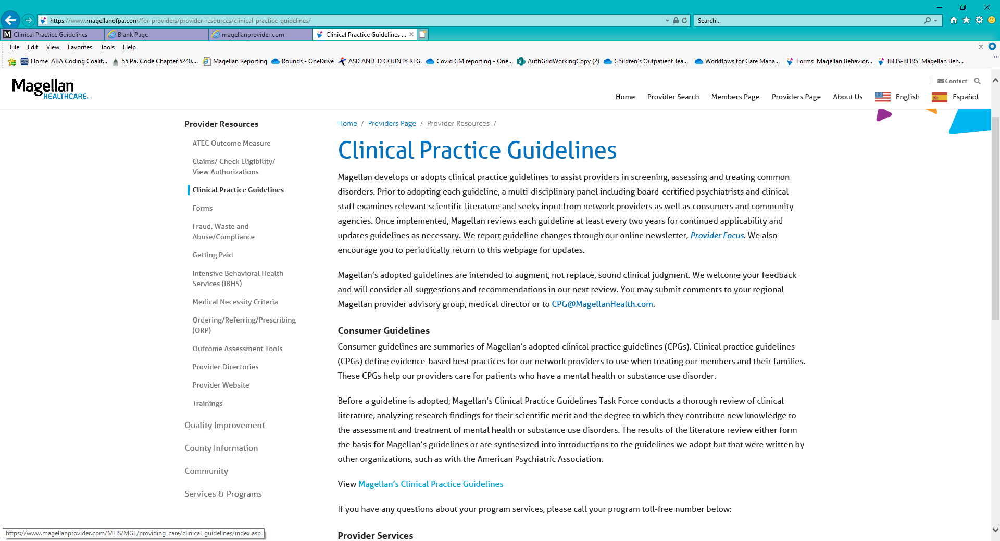 https://www.magellanofpa.com/for-providers/provider-resources/clinical-practice-guidelines/
Search...
Clinical Practice Guidelines
Blank Page
magellanprovider.com
Clinical Practice Guidelines ...
File Edit View Favorites Tools Help
Home ABA Coding Coalit...
55 Pa. Code Chapter 5240....
Magellan Reporting
Rounds - OneDrive
ASD AND ID COUNTY REG.
Covid CM reporting - One...
AuthGridWorkingCopy (2)
Children's Outpatient Tea...
Workflows for Care Mana...
Forms Magellan Behavior...
IBHS-BHRS Magellan Beh...
Magellan
HEALTHCARE
Contact
Home Provider Search Members Page Providers Page About Us English Español
Provider Resources
ATEC Outcome Measure
Claims/ Check Eligibility/
View Authorizations
Clinical Practice Guidelines
Forms
Fraud, Waste and
Abuse/Compliance
Getting Paid
Intensive Behavioral Health
Services (IBHS)
Medical Necessity Criteria
Ordering/Referring/Prescribing
(ORP)
Outcome Assessment Tools
Provider Directories
Provider Website
Trainings
Quality Improvement
County Information
Community
Services & Programs
Home / Providers Page / Provider Resources /
Clinical Practice Guidelines
Magellan develops or adopts clinical practice guidelines to assist providers in screening, assessing and treating common
disorders. Prior to adopting each guideline, a multi-disciplinary panel including board-certified psychiatrists and clinical
staff examines relevant scientific literature and seeks input from network providers as well as consumers and community
agencies. Once implemented, Magellan reviews each guideline at least every two years for continued applicability and
updates guidelines as necessary. We report guideline changes through our online newsletter, Provider Focus. We also
encourage you to periodically return to this webpage for updates.
Magellan's adopted guidelines are intended to augment, not replace, sound clinical judgment. We welcome your feedback
and will consider all suggestions and recommendations in our next review. You may submit comments to your regional
Magellan provider advisory group, medical director or to CPG@MagellanHealth.com.
Consumer Guidelines
Consumer guidelines are summaries of Magellan's adopted clinical practice guidelines (CPGs). Clinical practice guidelines
(CPGs) define evidence-based best practices for our network providers to use when treating our members and their families.
These CPGs help our providers care for patients who have a mental health or substance use disorder.
Before a guideline is adopted, Magellan's Clinical Practice Guidelines Task Force conducts a thorough review of clinical
literature, analyzing research findings for their scientific merit and the degree to which they contribute new knowledge to
the assessment and treatment of mental health or substance use disorders. The results of the literature review either form
the basis for Magellan's guidelines or are synthesized into introductions to the guidelines we adopt but that were written by
other organizations, such as with the American Psychiatric Association.
View Magellan's Clinical Practice Guidelines
If you have any questions about your program services, please call your program toll-free number below:
Provider Services
https://www.magellanprovider.com/MHS/MGL/providing_care/clinical_guidelines/index.asp